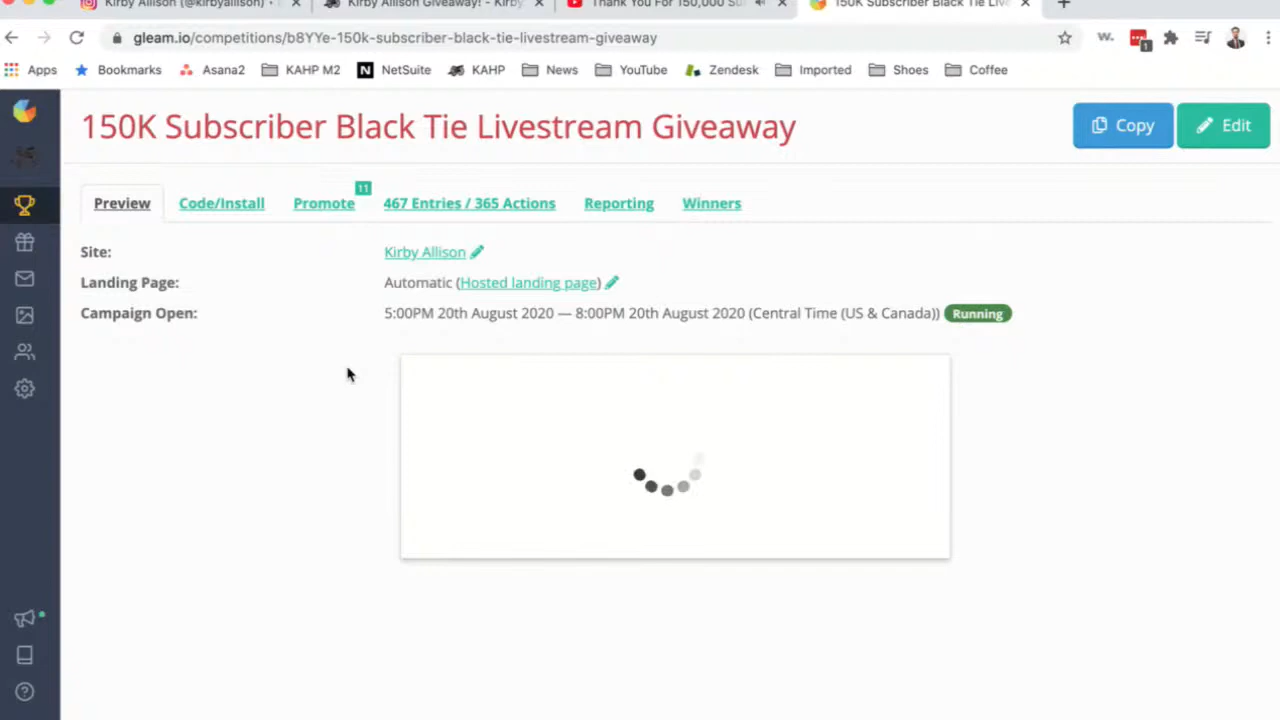 Kirby Allison (@kirbyallison) •
Kirby Allison Giveaway! - Kirby
Thank You For 150,000 Su
150K Subscriber Black Tie Live
gleam.io/competitions/b8YYe-150k-subscriber-black-tie-livestream-giveaway
W.
1
Apps Bookmarks Asana2 KAHP M2 NetSuite KAHP News YouTube Zendesk Imported Shoes Coffee
150K Subscriber Black Tie Livestream Giveaway
Copy
Edit
11
Preview Code/Install Promote 467 Entries / 365 Actions Reporting Winners
Site: Kirby Allison
Landing Page: Automatic (Hosted landing page)
Campaign Open: 5:00PM 20th August 2020 — 8:00PM 20th August 2020 (Central Time (US & Canada)) Running